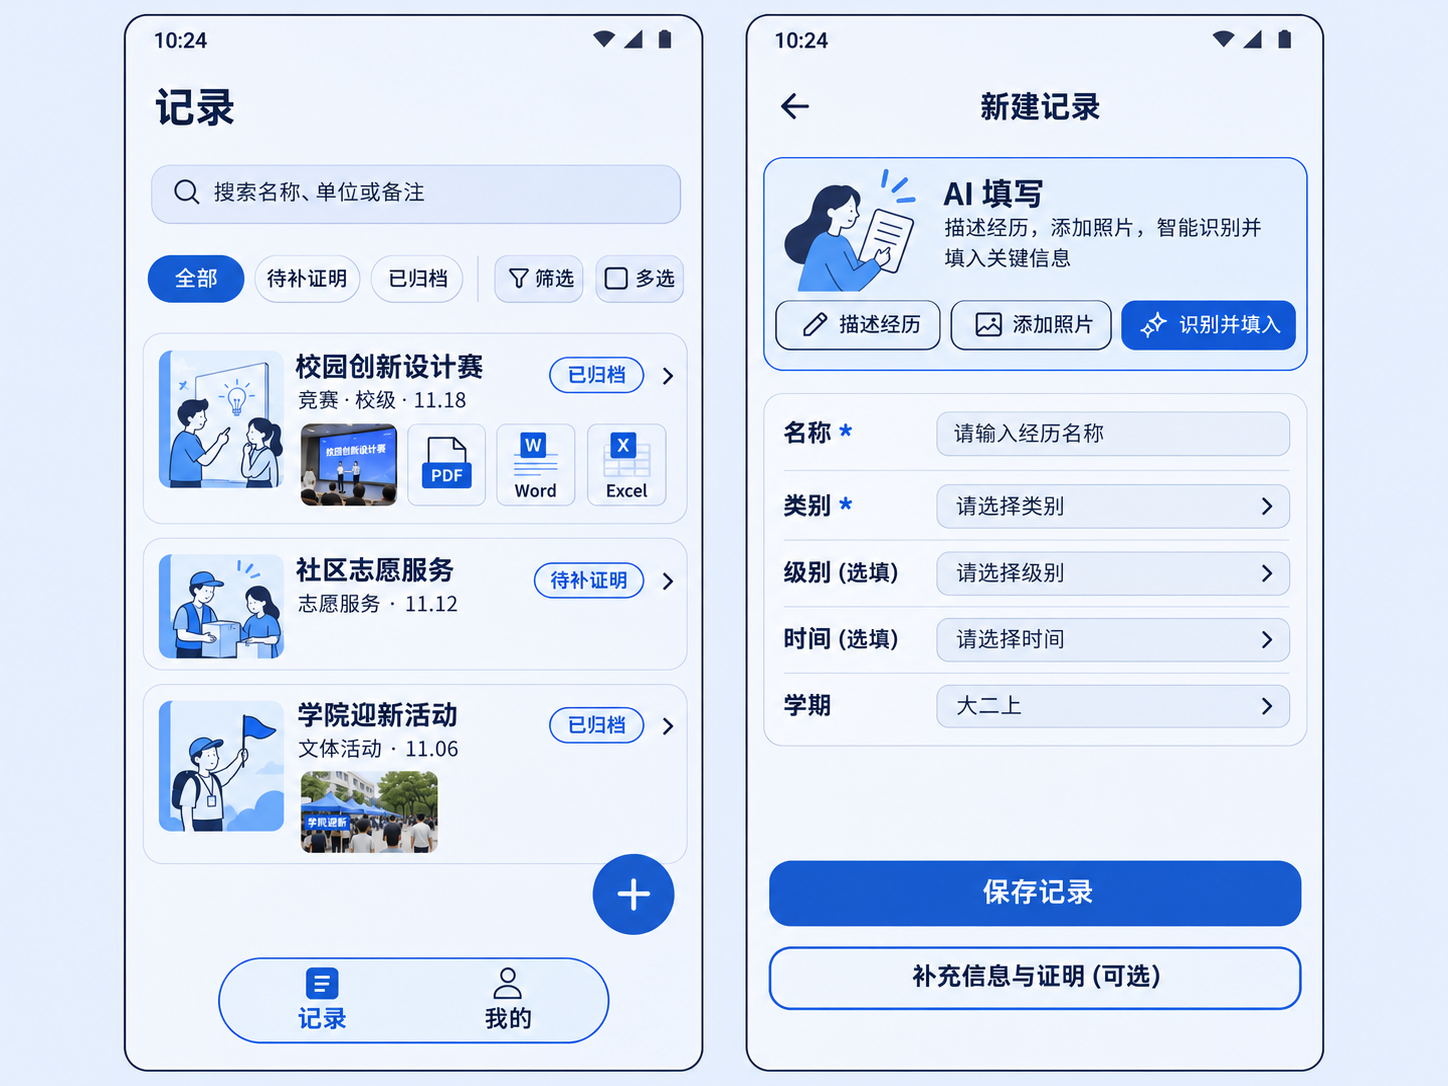 10:24
记录
搜索名称、单位或备注
全部
待补证明
已归档
筛选
多选
校园创新设计赛
已归档
竞赛 · 校级 · 11.18
校园创新设计赛
PDF
W
Word
X
Excel
社区志愿服务
待补证明
志愿服务 · 11.12
学院迎新活动
已归档
文体活动 · 11.06
学院迎新
记录
我的
10:24
新建记录
AI 填写
描述经历，添加照片，智能识别并
填入关键信息
描述经历
添加照片
识别并填入
名称 *
请输入经历名称
类别 *
请选择类别
级别 (选填)
请选择级别
时间 (选填)
请选择时间
学期
大二上
保存记录
补充信息与证明 (可选)